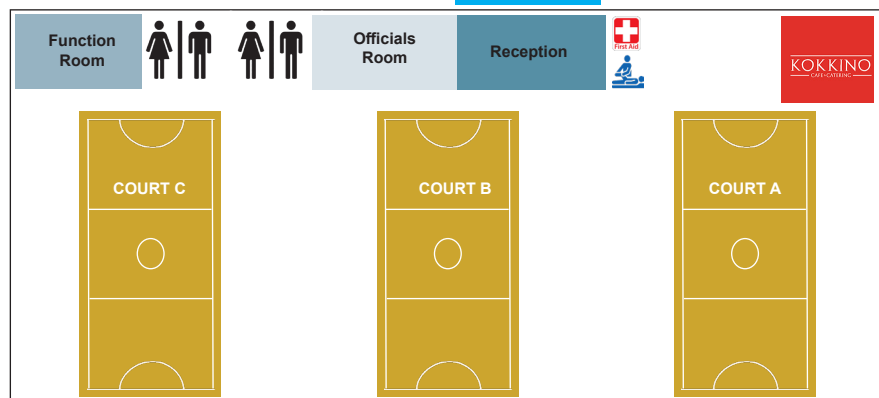 Function
Room
Officials
Room
Reception
First Aid
KOKKINO
CAFE+CATERING
COURT C
COURT B
COURT A